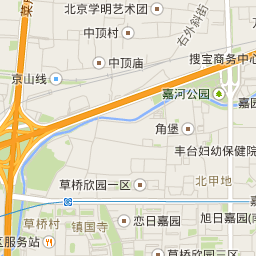 北京学明艺术团
中顶村
右外斜街
搜宝商务中心
中顶庙
京山线
嘉河公园
嘉园
角堡
丰台妇幼保健院
北甲地
草桥欣园一区
草桥村
镇国寺
恋日嘉园
旭日嘉园(南
区服务站
草桥欣园